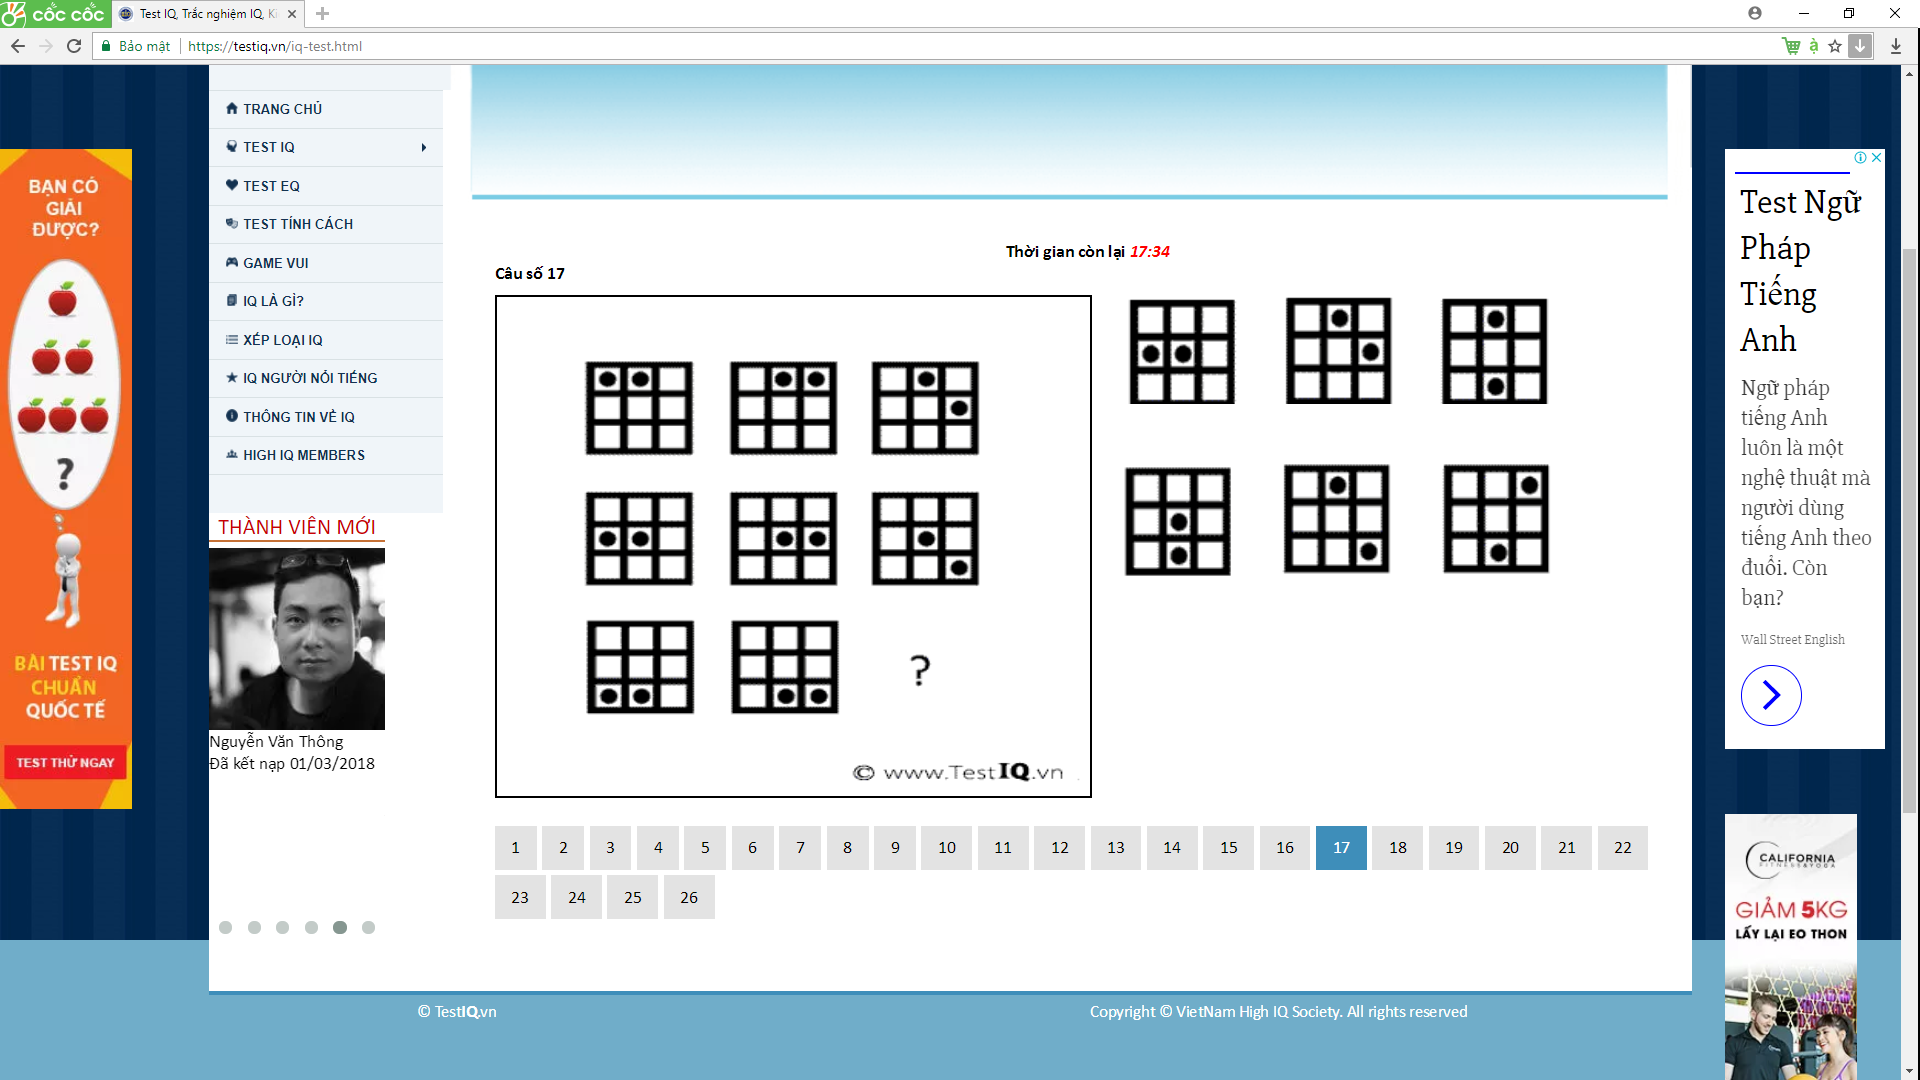 cốc cốc
Test IQ, Trắc nghiệm IQ, Ki
Bảo mật
https://testiq.vn/iq-test.html
ạ
TRANG CHỦ
TEST IQ
TEST EQ
TEST TÍNH CÁCH
GAME VUI
IQ LÀ GÌ?
XẾP LOẠI IQ
IQ NGƯỜI NỔI TIẾNG
THÔNG TIN VỀ IQ
HIGH IQ MEMBERS
THÀNH VIÊN MỚI
Nguyễn Văn Thông
Đã kết nạp 01/03/2018
BẠN CÓ
GIẢI
ĐƯỢC?
?
BÀI TEST IQ
CHUẨN
QUỐC TẾ
TEST THỬ NGAY
Thời gian còn lại 17:34
Câu số 17
?
© www.TestIQ.vn
1 2 3 4 5 6 7 8 9 10 11 12 13 14 15 16 17 18 19 20 21 22
23 24 25 26
Test Ngữ
Pháp
Tiếng
Anh
Ngữ pháp
tiếng Anh
luôn là một
nghệ thuật mà
người dùng
tiếng Anh theo
đuổi. Còn
bạn?
Wall Street English
CALIFORNIA
FITNESS & YOGA
GIẢM 5KG
LẤY LẠI EO THON
© TestIQ.vn
Copyright © VietNam High IQ Society. All rights reserved